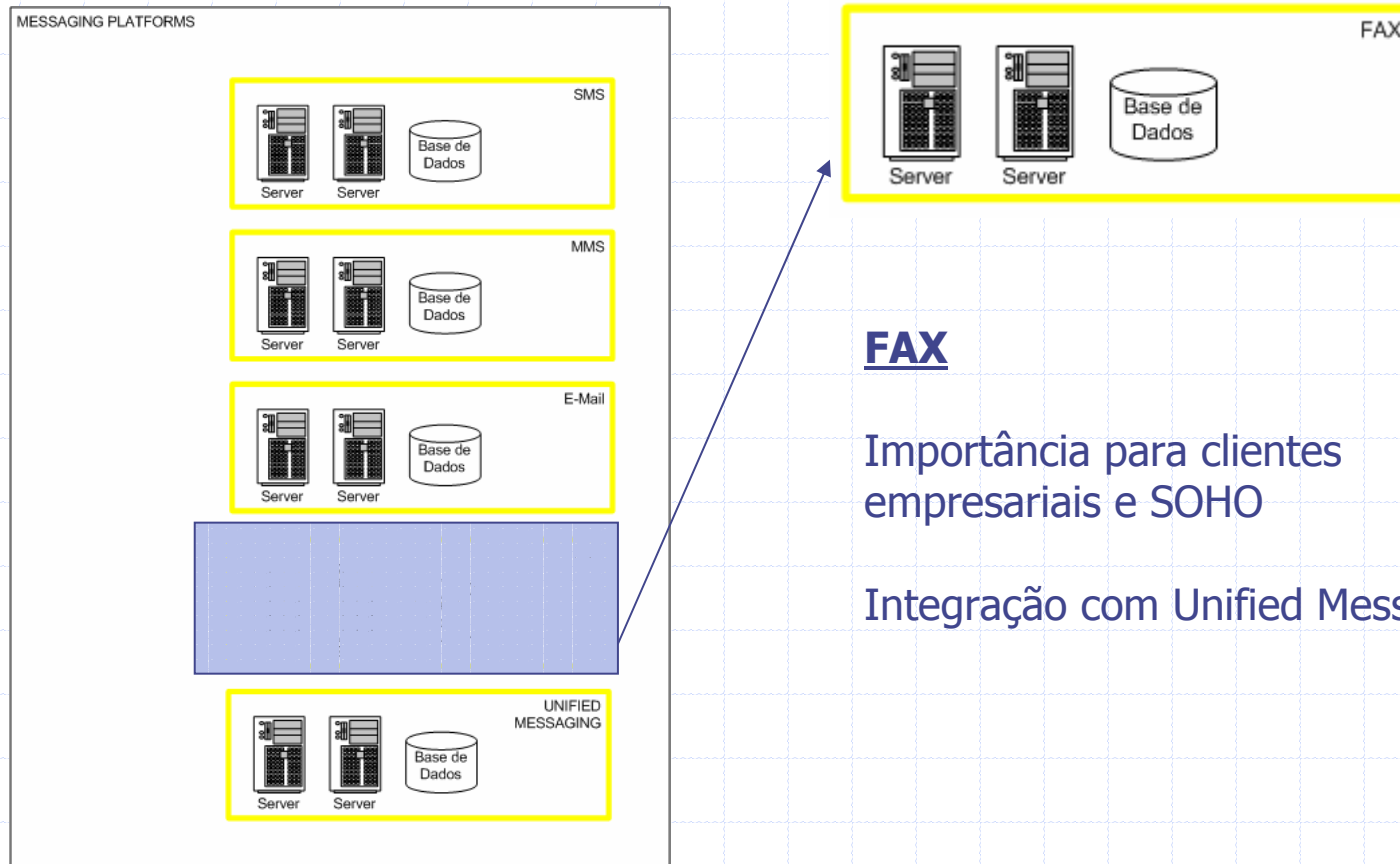 MESSAGING PLATFORMS
SMS
Base de
Dados
Server Server
MMS
Base de
Dados
Server Server
E-Mail
Base de
Dados
Server Server
UNIFIED
MESSAGING
Base de
Dados
Server Server
FAX
Base de
Dados
Server Server
FAX
Importância para clientes
empresariais e SOHO
Integração com Unified